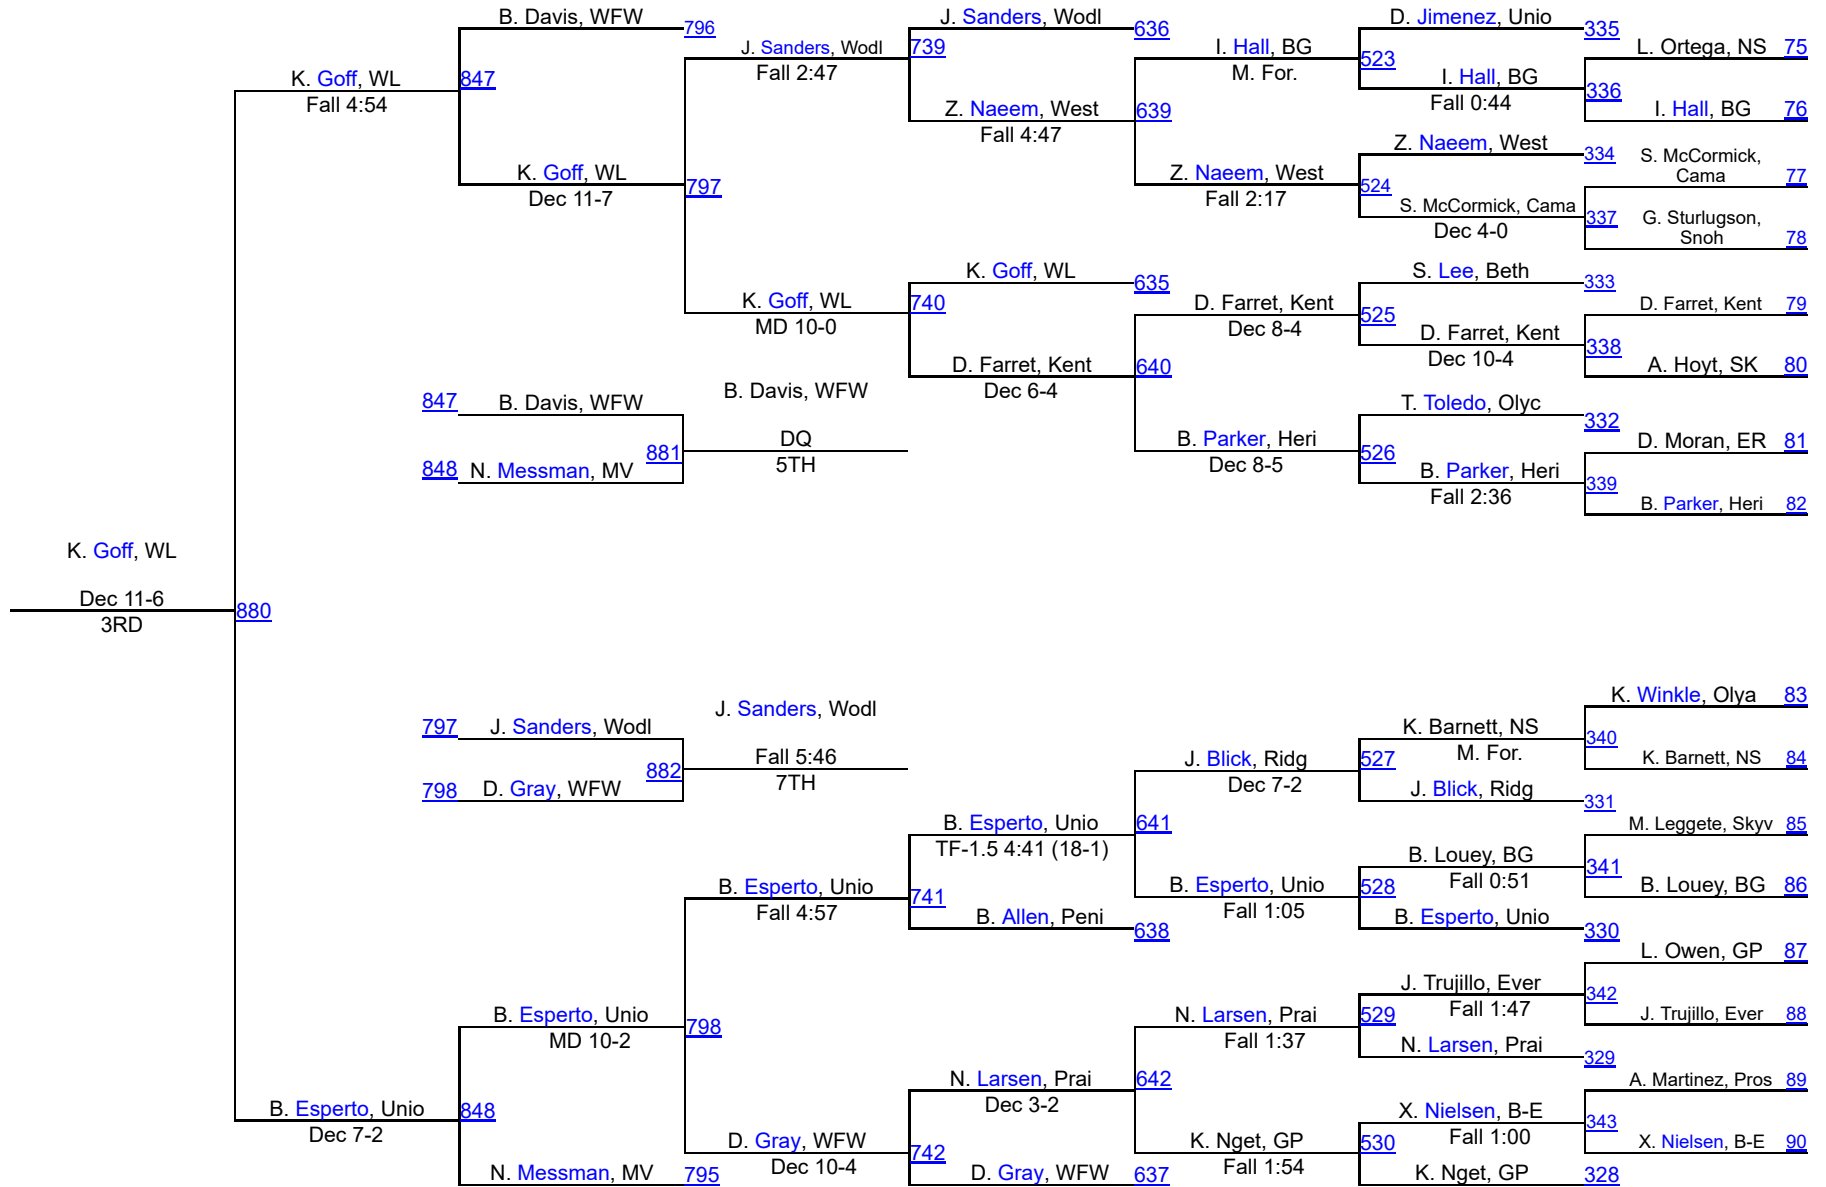 B. Davis, WFW 796
J. Sanders, Wodl 636
D. Jimenez, Unio 335
J. Sanders, Wodl 739
Fall 2:47
I. Hall, BG 523
M. For.
L. Ortega, NS 75
K. Goff, WL 847
Fall 4:54
I. Hall, BG 336
Fall 0:44
Z. Naeem, West 639
Fall 4:47
I. Hall, BG 76
Z. Naeem, West 334
S. McCormick,
Cama 77
K. Goff, WL 797
Dec 11-7
Z. Naeem, West 524
Fall 2:17
S. McCormick, Cama 337
Dec 4-0
G. Sturlugson,
Snoh 78
K. Goff, WL 635
S. Lee, Beth 333
K. Goff, WL 740
MD 10-0
D. Farret, Kent 525
Dec 8-4
D. Farret, Kent 79
D. Farret, Kent 338
Dec 10-4
D. Farret, Kent 640
Dec 6-4
A. Hoyt, SK 80
B. Davis, WFW
847 B. Davis, WFW
T. Toledo, Olyc 332
DQ
5TH
881
B. Parker, Heri 526
Dec 8-5
D. Moran, ER 81
848 N. Messman, MV
B. Parker, Heri 339
Fall 2:36
B. Parker, Heri 82
K. Goff, WL
Dec 11-6
3RD
880
K. Winkle, Olya 83
J. Sanders, Wodl
797 J. Sanders, Wodl
K. Barnett, NS 340
M. For.
Fall 5:46
7TH
882
J. Blick, Ridg 527
Dec 7-2
K. Barnett, NS 84
798 D. Gray, WFW
J. Blick, Ridg 331
B. Esperto, Unio 641
TF-1.5 4:41 (18-1)
M. Leggete, Skyv 85
B. Louey, BG 341
Fall 0:51
B. Esperto, Unio 741
Fall 4:57
B. Esperto, Unio 528
Fall 1:05
B. Louey, BG 86
B. Allen, Peni 638
B. Esperto, Unio 330
L. Owen, GP 87
J. Trujillo, Ever 342
Fall 1:47
B. Esperto, Unio 798
MD 10-2
N. Larsen, Prai 529
Fall 1:37
J. Trujillo, Ever 88
N. Larsen, Prai 329
N. Larsen, Prai 642
Dec 3-2
A. Martinez, Pros 89
B. Esperto, Unio 848
Dec 7-2
X. Nielsen, B-E 343
Fall 1:00
D. Gray, WFW 742
Dec 10-4
K. Nget, GP 530
Fall 1:54
X. Nielsen, B-E 90
N. Messman, MV 795
D. Gray, WFW 637
K. Nget, GP 328